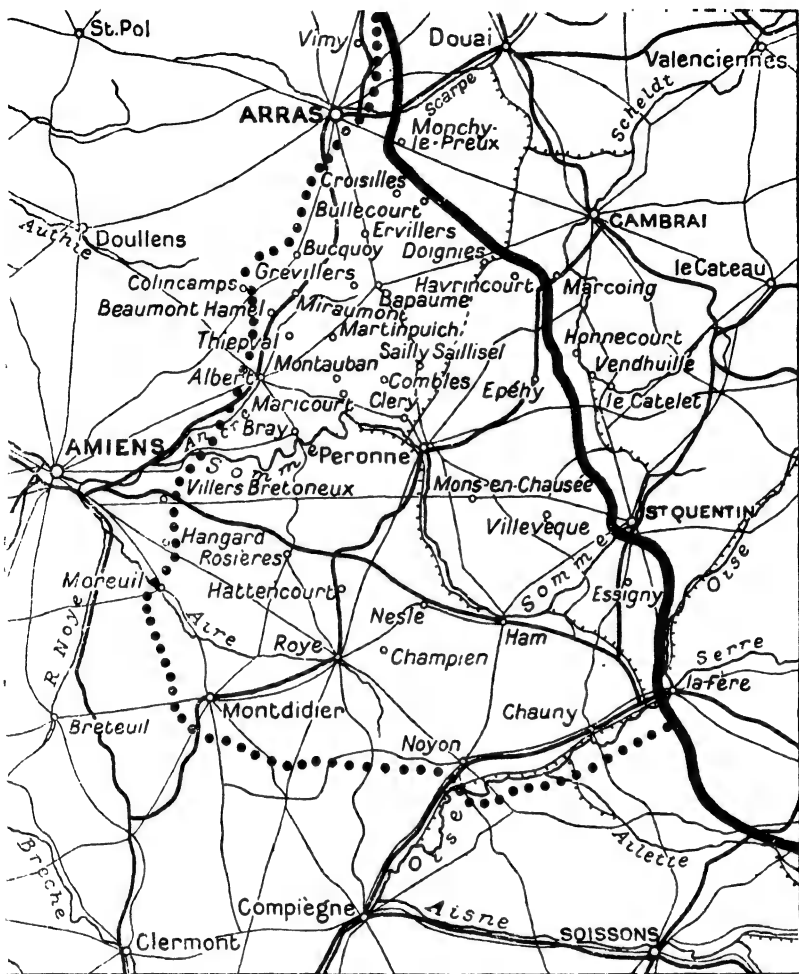 St. Pol
Vimy
Douai
Valenciennes
Scarpe
Scheldt
ARRAS
Monchy-
le-Preux
Croisilles
Bullecourt
CAMBRAI
Authie
Doullens
Ervillers
Bucquoy
Doignies
le Cateau
Grevillers
Colincamps
Havrincourt
Marcoing
Beaumont Hamel
Miraumont
Bapaume
Martinpuich
Thiepval
Honnecourt
Sailly Saillisel
Vendhuille
Montauban
Albert
Combles
Epéhy
le Catelet
Maricourt
Clery
Bray
AMIENS
Somme
Peronne
Villers Bretoneux
Mons-en-Chausée
Villevèque
ST QUENTIN
Hangard
Rosières
Somme
Oise
Moreuil
Hattencourt
Essigny
R Noye
Aire
Nesle
Ham
Roye
Champien
Serre
la Fère
Montdidier
Chauny
Breteuil
Noyon
Oise
Ailette
Brèche
Compiègne
Aisne
Clermont
SOISSONS